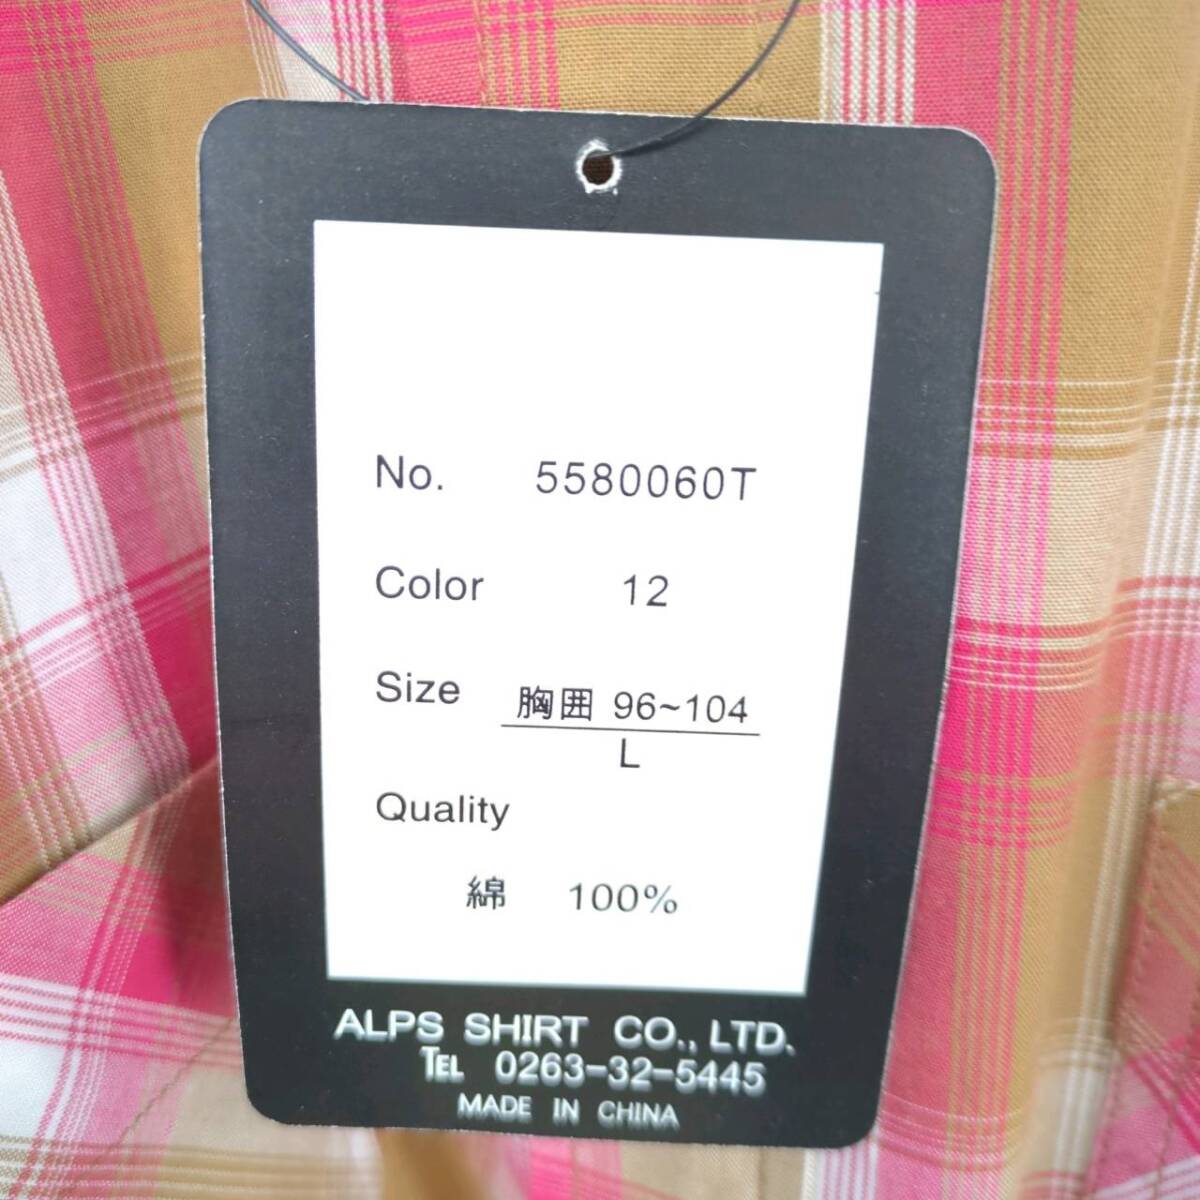 No. 5580060T
Color 12
Size 胸囲 96~104
L
Quality
綿 100%
ALPS SHIRT CO., LTD.
TEL 0263-32-5445
MADE IN CHINA